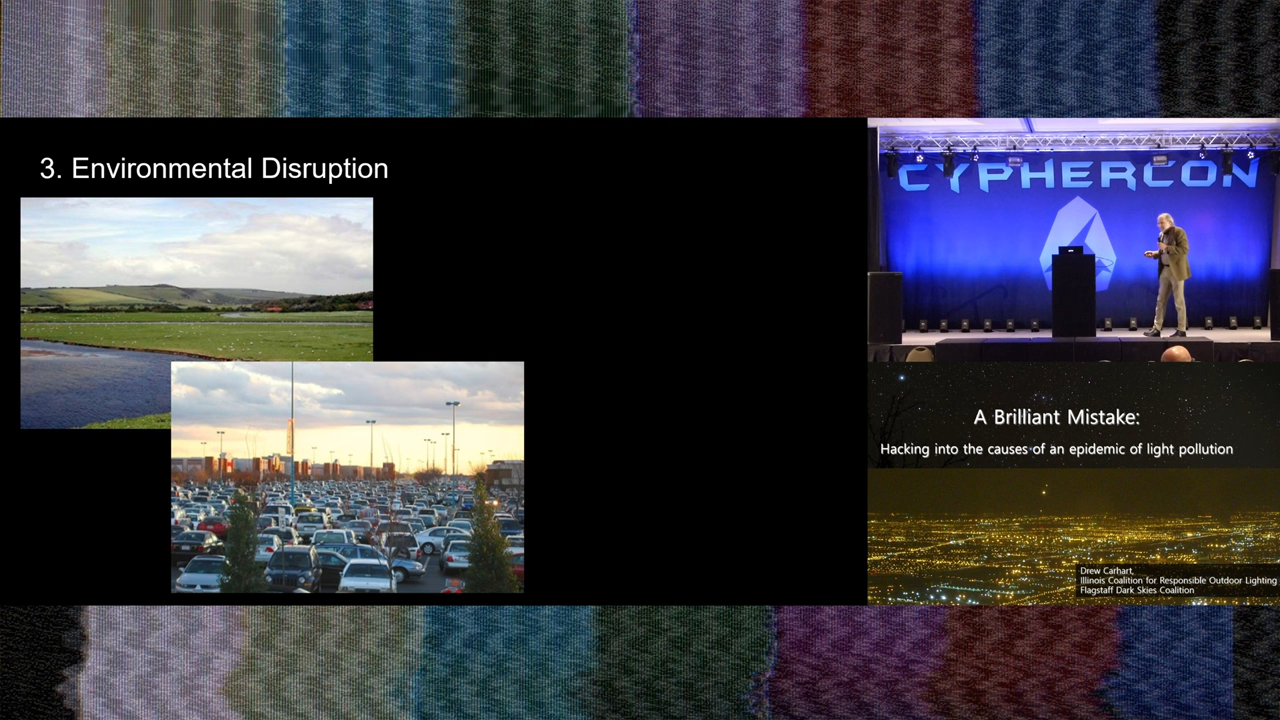 3. Environmental Disruption
CYPHERCON
A Brilliant Mistake:
Hacking into the causes of an epidemic of light pollution
Drew Carhart,
Illinois Coalition for Responsible Outdoor Lighting
Flagstaff Dark Skies Coalition